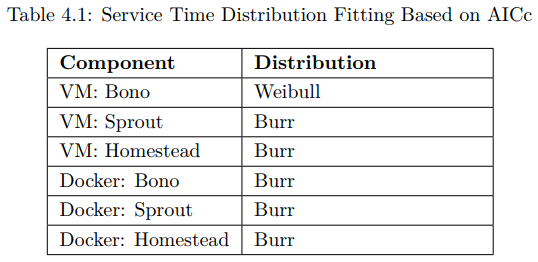 Table 4.1: Service Time Distribution Fitting Based on AICc
Component Distribution
VM: Bono Weibull
VM: Sprout Burr
VM: Homestead Burr
Docker: Bono Burr
Docker: Sprout Burr
Docker: Homestead Burr